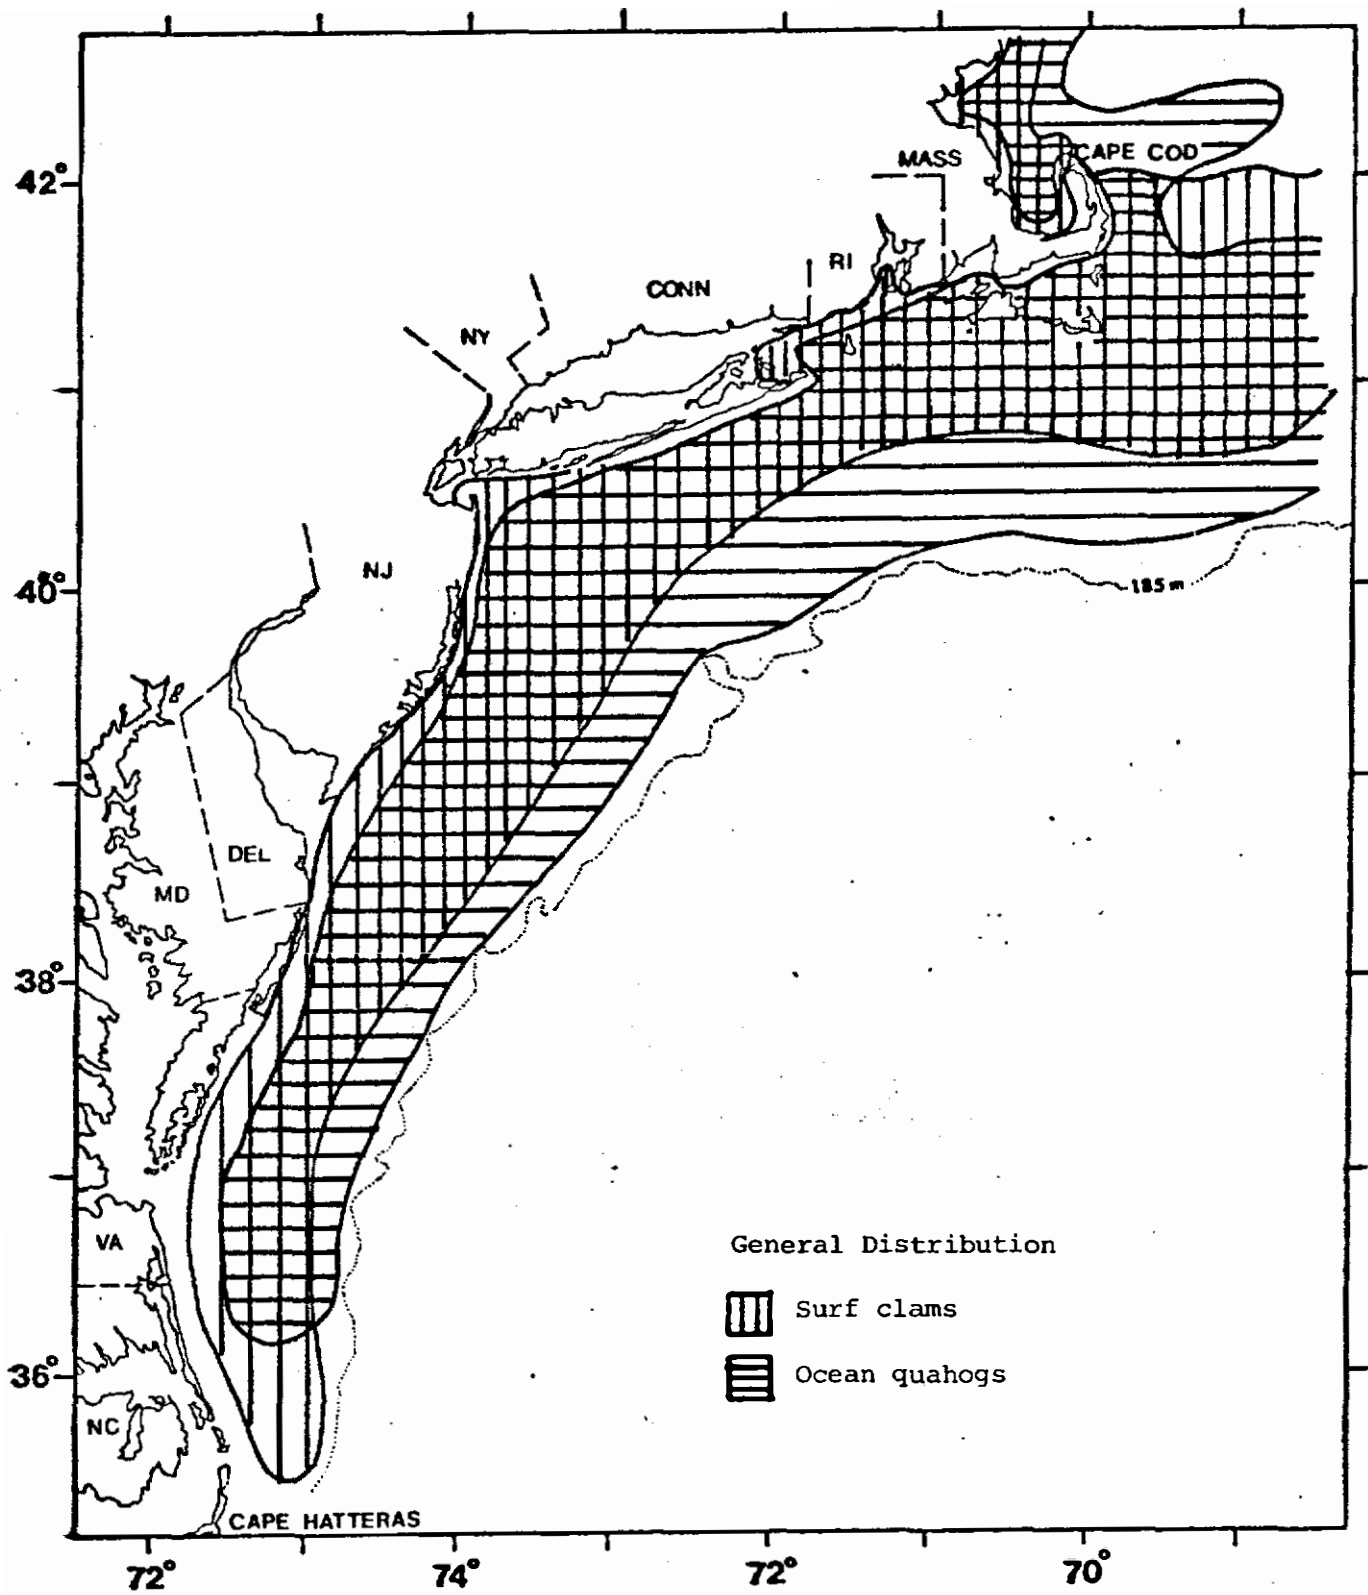 MASS
CAPE COD
42°
RI
CONN
NY
NJ
40°
185m
DEL
MD
38°
VA
General Distribution
Surf clams
Ocean quahogs
36°
NC
CAPE HATTERAS
72°
74°
72°
70°